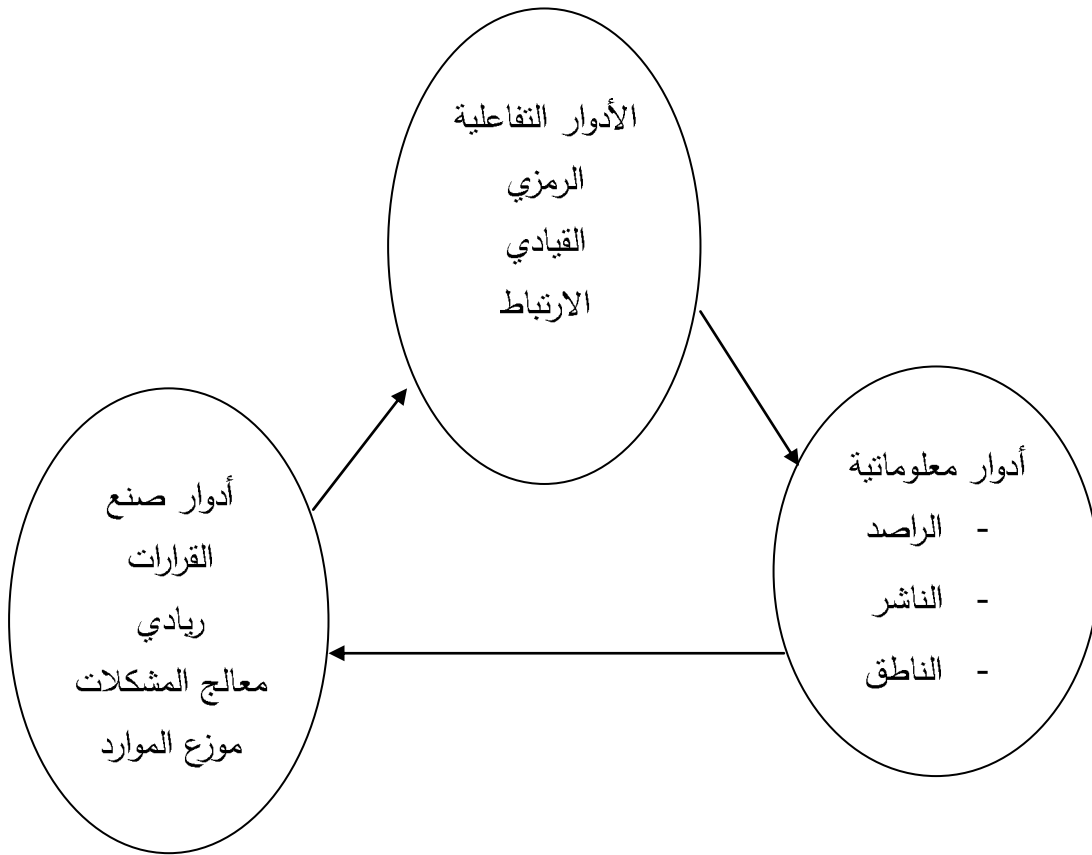 الأدوار التفاعلية
الرمزي
القيادي
الارتباط
أدوار معلوماتية
- الراصد
- الناشر
- الناطق
أدوار صنع
القرارات
ريادي
معالج المشكلات
موزع الموارد